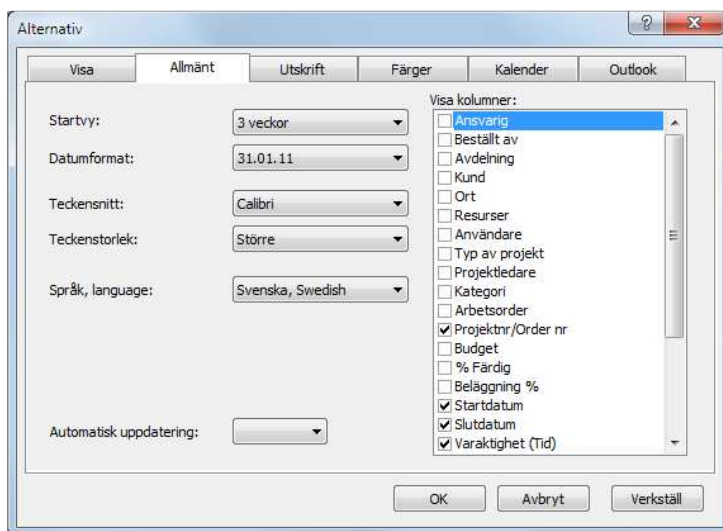 Alternativ
Visa
Allmänt
Utskrift
Färger
Kalender
Outlook
Startvy:
3 veckor
Datumformat:
31.01.11
Teckensnitt:
Calibri
Teckenstorlek:
Större
Språk, language:
Svenska, Swedish
Automatisk uppdatering:
Visa kolumner:
Ansvarig
Beställt av
Avdelning
Kund
Ort
Resurser
Användare
Typ av projekt
Projektledare
Kategori
Arbetsorder
Projektnr/Order nr
Budget
% Färdig
Beläggning %
Startdatum
Slutdatum
Varaktighet (Tid)
OK
Avbryt
Verkställ